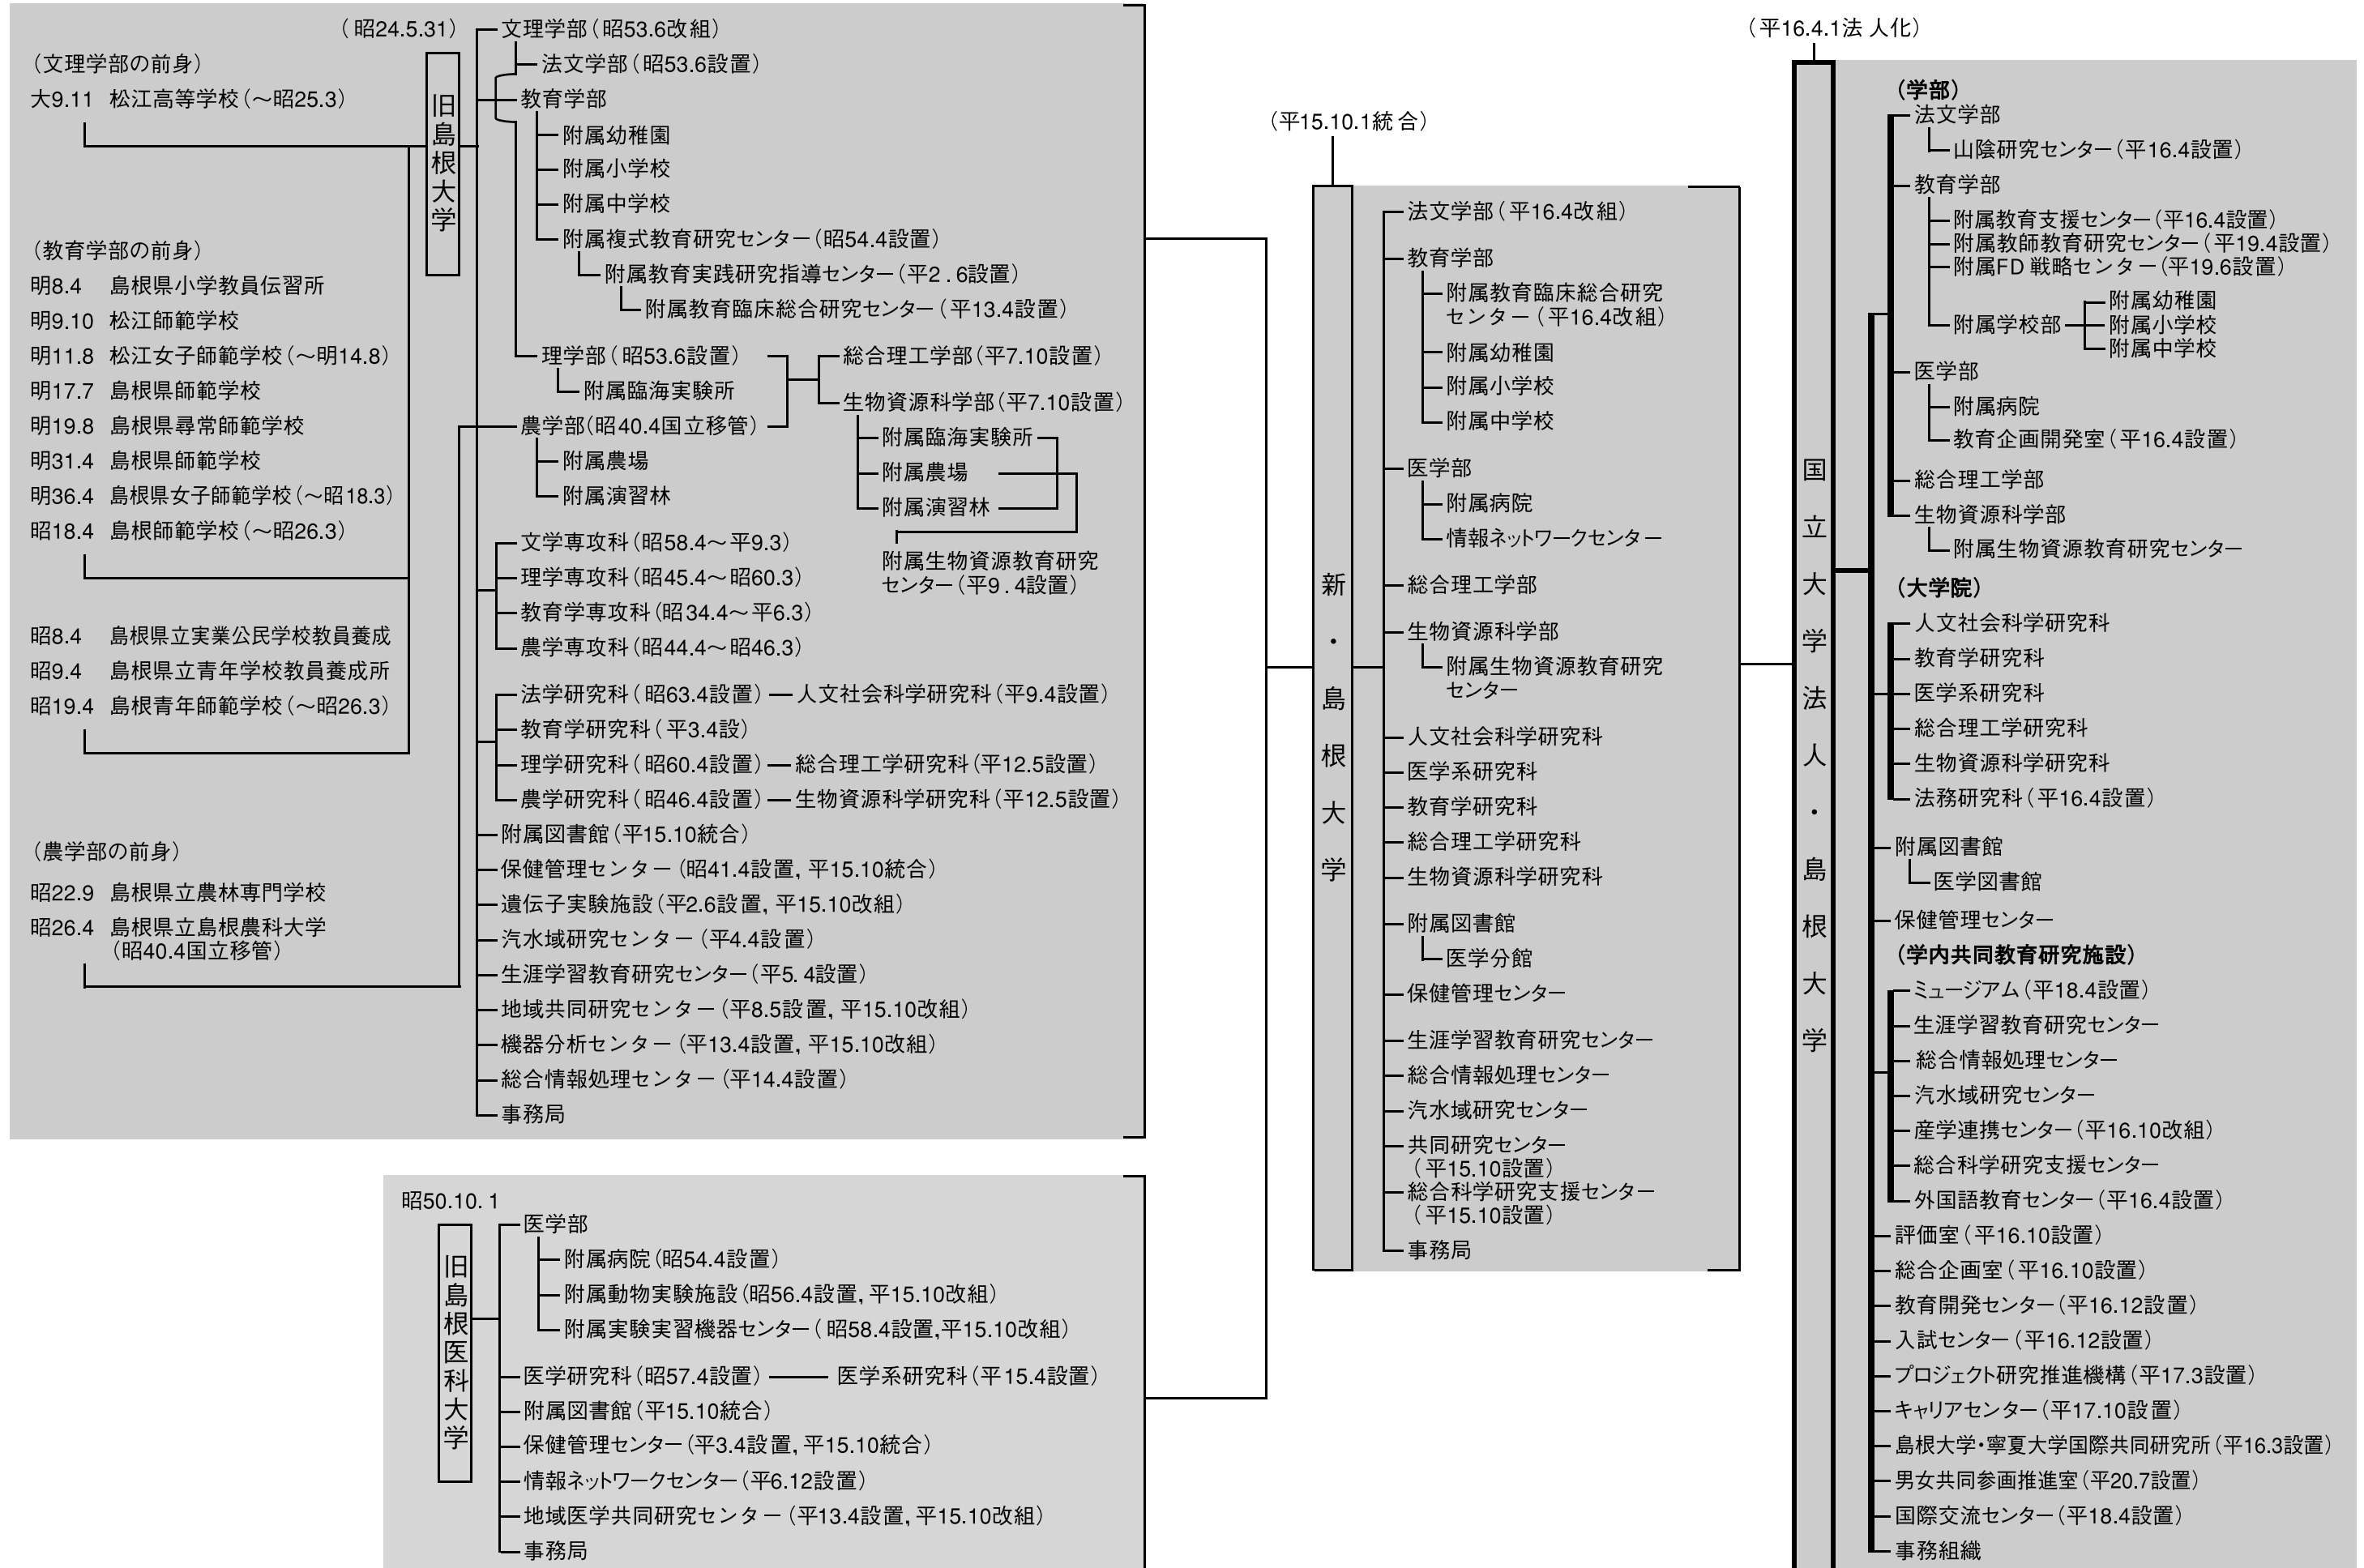 （昭24.5.31）
（文理学部の前身）
大9.11 松江高等学校（～昭25.3）
（教育学部の前身）
明8.4 島根県小学教員伝習所
明9.10 松江師範学校
明11.8 松江女子師範学校（～明14.8）
明17.7 島根県師範学校
明19.8 島根県尋常師範学校
明31.4 島根県師範学校
明36.4 島根県女子師範学校（～昭18.3）
昭18.4 島根師範学校（～昭26.3）
昭8.4 島根県立実業公民学校教員養成
昭9.4 島根県立青年学校教員養成所
昭19.4 島根青年師範学校（～昭26.3）
（農学部の前身）
昭22.9 島根県立農林専門学校
昭26.4 島根県立島根農科大学
（昭40.4国立移管）
旧島根大学
文理学部（昭53.6改組）
法文学部（昭53.6設置）
教育学部
附属幼稚園
附属小学校
附属中学校
附属複式教育研究センター（昭54.4設置）
附属教育実践研究指導センター（平2.6設置）
附属教育臨床総合研究センター（平13.4設置）
理学部（昭53.6設置）
附属臨海実験所
農学部（昭40.4国立移管）
附属農場
附属演習林
総合理工学部（平7.10設置）
生物資源科学部（平7.10設置）
附属臨海実験所
附属農場
附属演習林
附属生物資源教育研究
センター（平9.4設置）
文学専攻科（昭58.4～平9.3）
理学専攻科（昭45.4～昭60.3）
教育学専攻科（昭34.4～平6.3）
農学専攻科（昭44.4～昭46.3）
法学研究科（昭63.4設置）人文社会科学研究科（平9.4設置）
教育学研究科（平3.4設）
理学研究科（昭60.4設置）総合理工学研究科（平12.5設置）
農学研究科（昭46.4設置）生物資源科学研究科（平12.5設置）
附属図書館（平15.10統合）
保健管理センター（昭41.4設置，平15.10統合）
遺伝子実験施設（平2.6設置，平15.10改組）
汽水域研究センター（平4.4設置）
生涯学習教育研究センター（平5.4設置）
地域共同研究センター（平8.5設置，平15.10改組）
機器分析センター（平13.4設置，平15.10改組）
総合情報処理センター（平14.4設置）
事務局
昭50.10.1
旧島根医科大学
医学部
附属病院（昭54.4設置）
附属動物実験施設（昭56.4設置，平15.10改組）
附属実験実習機器センター（昭58.4設置,平15.10改組）
医学研究科（昭57.4設置）医学系研究科（平15.4設置）
附属図書館（平15.10統合）
保健管理センター（平3.4設置，平15.10統合）
情報ネットワークセンター（平6.12設置）
地域医学共同研究センター（平13.4設置，平15.10改組）
事務局
（平15.10.1統合）
新・島根大学
法文学部（平16.4改組）
教育学部
附属教育臨床総合研究
センター（平16.4改組）
附属幼稚園
附属小学校
附属中学校
医学部
附属病院
情報ネットワークセンター
総合理工学部
生物資源科学部
附属生物資源教育研究
センター
人文社会科学研究科
医学系研究科
教育学研究科
総合理工学研究科
生物資源科学研究科
附属図書館
医学分館
保健管理センター
生涯学習教育研究センター
総合情報処理センター
汽水域研究センター
共同研究センター
（平15.10設置）
総合科学研究支援センター
（平15.10設置）
事務局
（平16.4.1法人化）
国立大学法人・島根大学
（学部）
法文学部
山陰研究センター（平16.4設置）
教育学部
附属教育支援センター（平16.4設置）
附属教師教育研究センター（平19.4設置）
附属FD戦略センター（平19.6設置）
附属学校部
附属幼稚園
附属小学校
附属中学校
医学部
附属病院
教育企画開発室（平16.4設置）
総合理工学部
生物資源科学部
附属生物資源教育研究センター
（大学院）
人文社会科学研究科
教育学研究科
医学系研究科
総合理工学研究科
生物資源科学研究科
法務研究科（平16.4設置）
附属図書館
医学図書館
保健管理センター
（学内共同教育研究施設）
ミュージアム（平18.4設置）
生涯学習教育研究センター
総合情報処理センター
汽水域研究センター
産学連携センター（平16.10改組）
総合科学研究支援センター
外国語教育センター（平16.4設置）
評価室（平16.10設置）
総合企画室（平16.10設置）
教育開発センター（平16.12設置）
入試センター（平16.12設置）
プロジェクト研究推進機構（平17.3設置）
キャリアセンター（平17.10設置）
島根大学・寧夏大学国際共同研究所（平16.3設置）
男女共同参画推進室（平20.7設置）
国際交流センター（平18.4設置）
事務組織